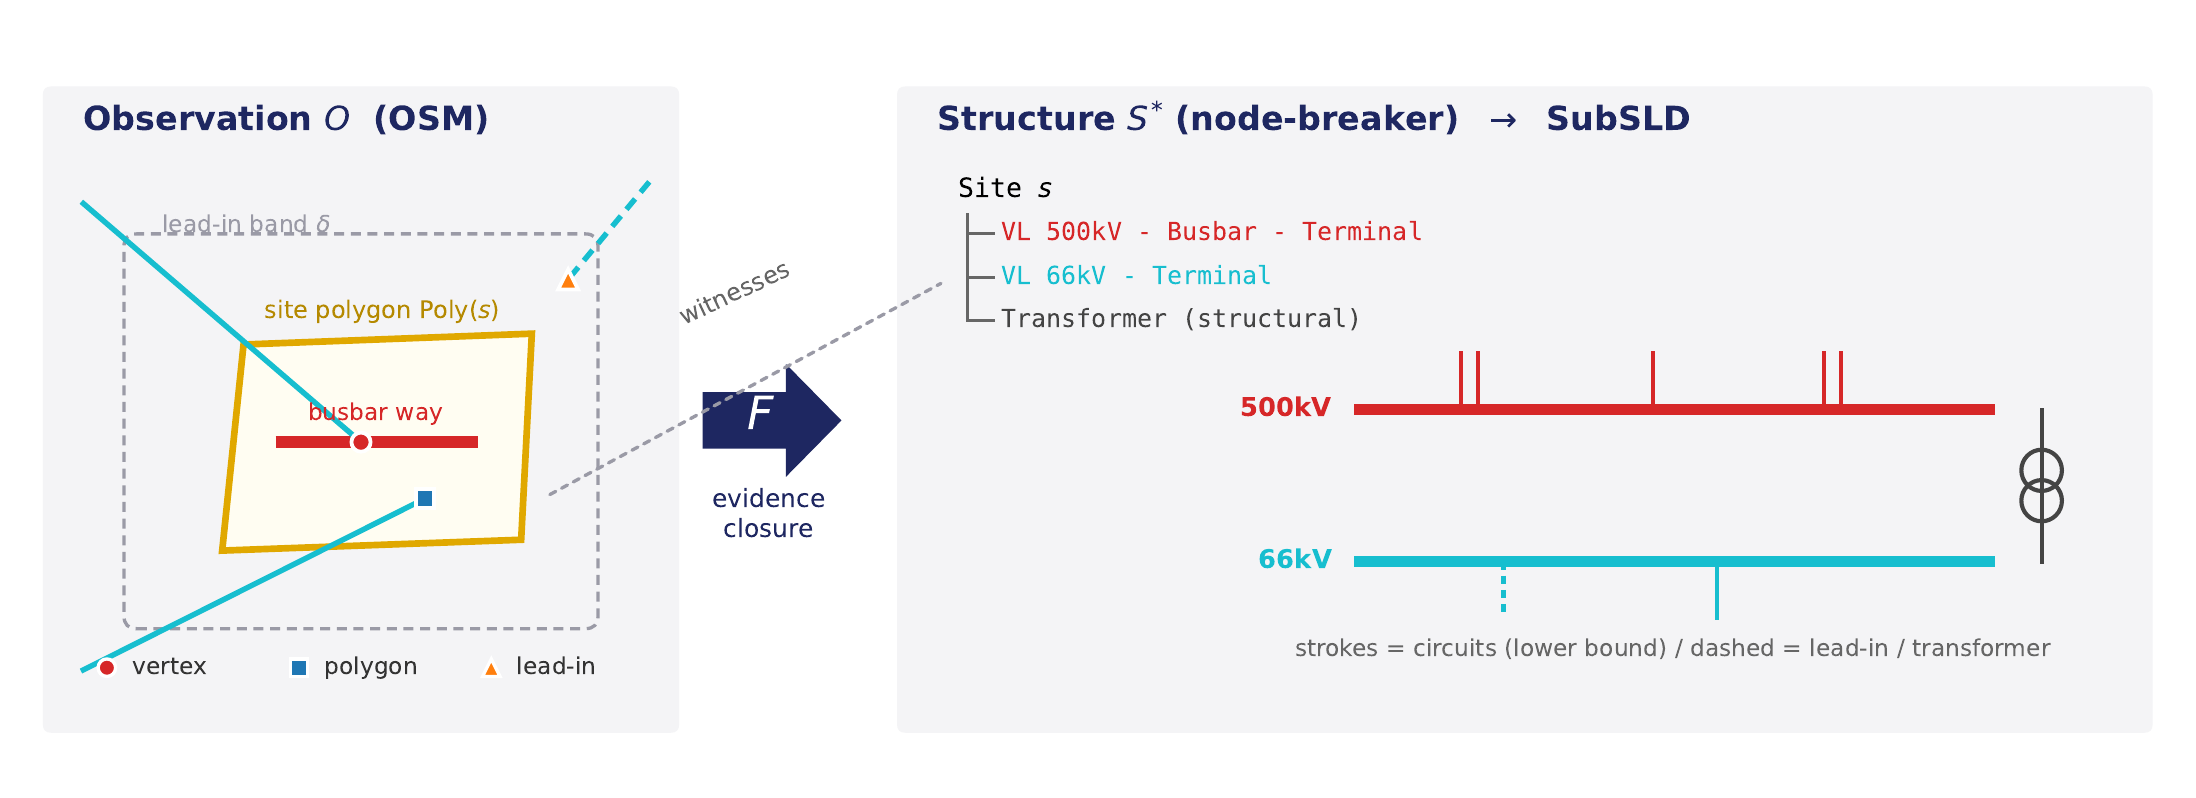 Observation O (OSM)
lead-in band δ
site polygon Poly(s)
busbar way
vertex
polygon
lead-in
witnesses
F
evidence
closure
Structure S* (node-breaker) → SubSLD
Site s
VL 500kV - Busbar - Terminal
VL 66kV - Terminal
Transformer (structural)
500kV
66kV
strokes = circuits (lower bound) / dashed = lead-in / transformer